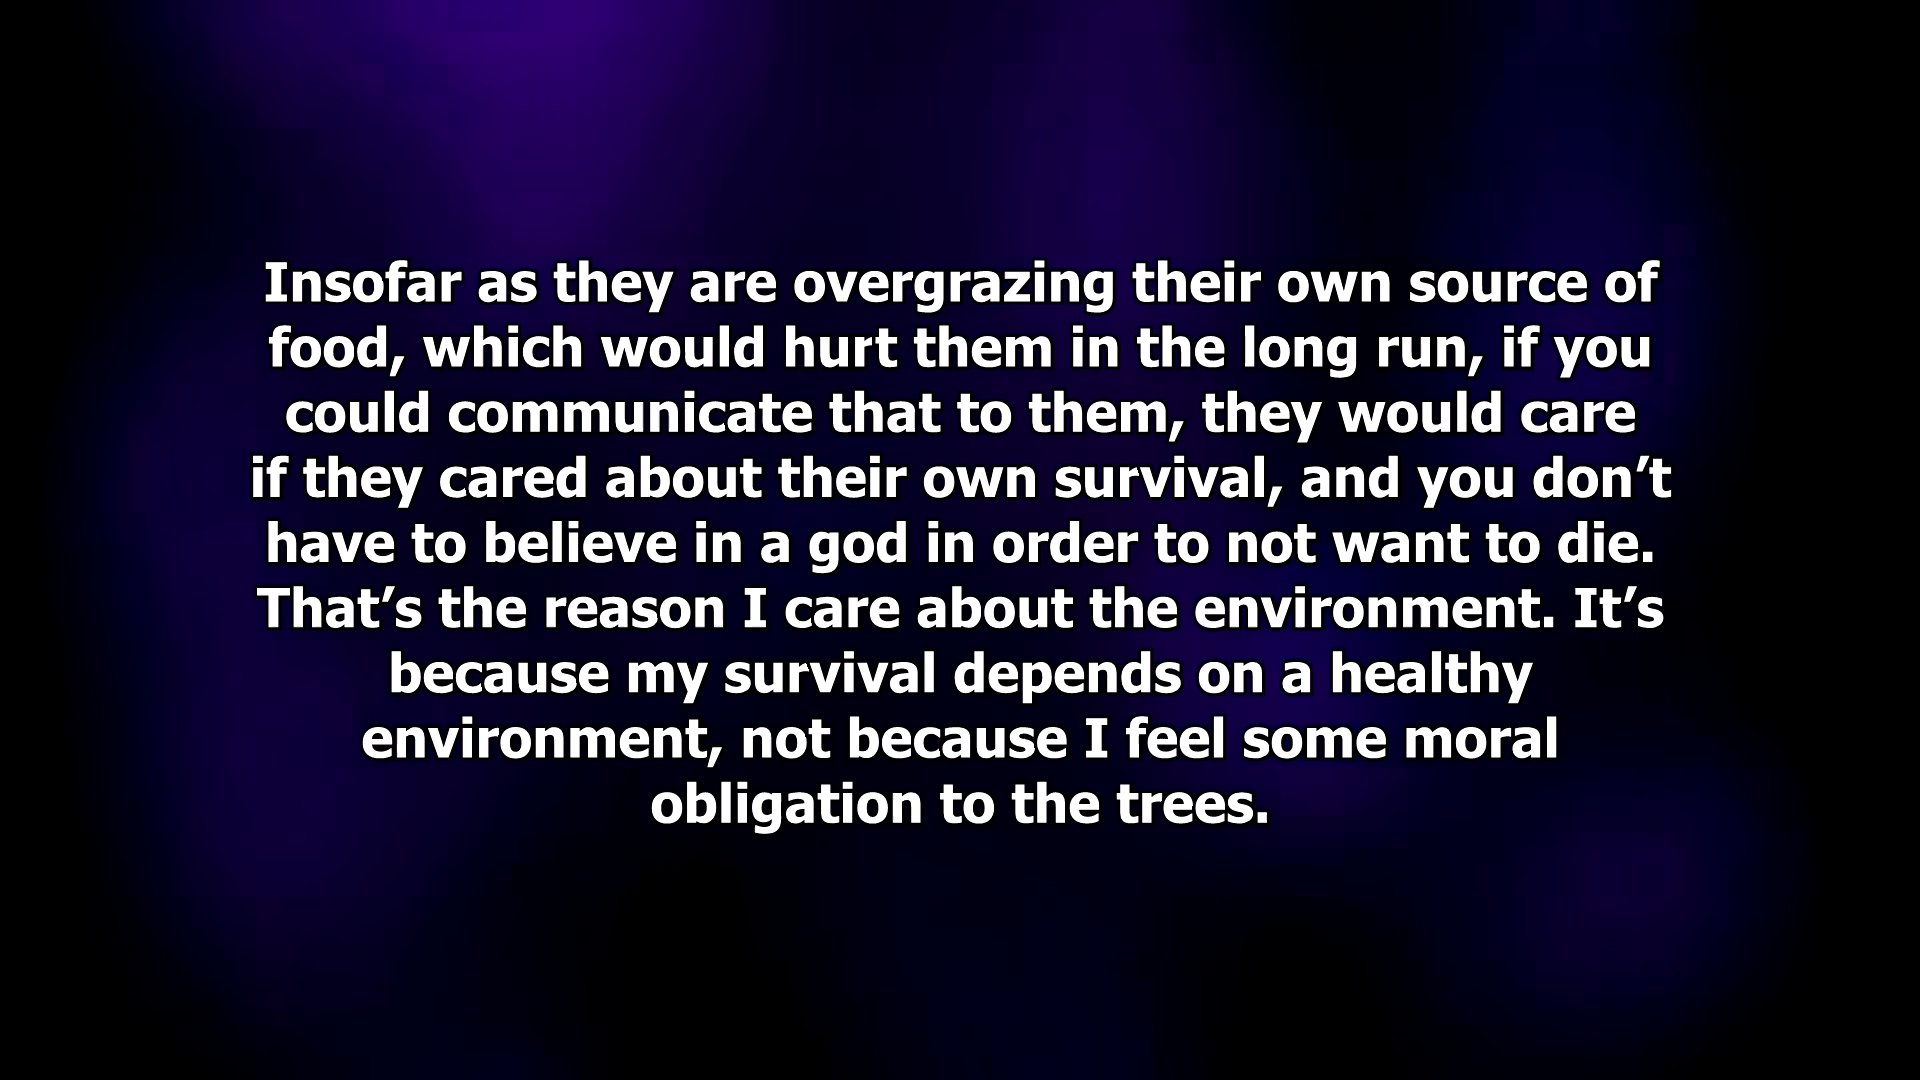 Insofar as they are overgrazing their own source of
food, which would hurt them in the long run, if you
could communicate that to them, they would care
if they cared about their own survival, and you don’t
have to believe in a god in order to not want to die.
That’s the reason I care about the environment. It’s
because my survival depends on a healthy
environment, not because I feel some moral
obligation to the trees.